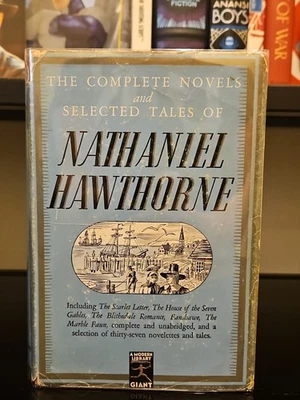 FICTION
ANANSI
BOYS
OF WAR
THE COMPLETE NOVELS
and
SELECTED TALES OF
NATHANIEL
HAWTHORNE
Including The Scarlet Letter, The House of the Seven
Gables, The Blithedale Romance, Fanshawe, The
Marble Faun, complete and unabridged, and a
selection of thirty-seven novelettes and tales.
A MODERN LIBRARY
GIANT